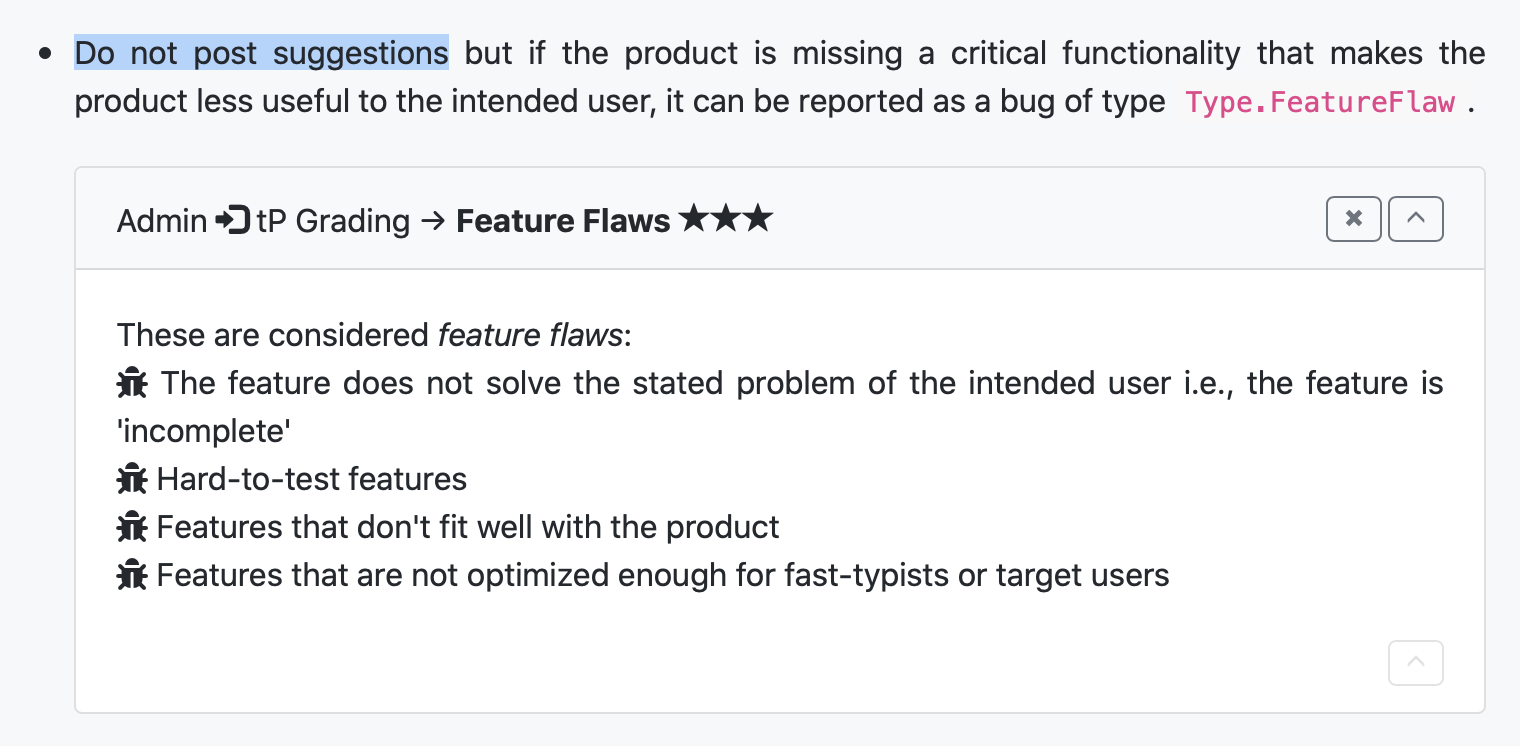 Do not post suggestions but if the product is missing a critical functionality that makes the
product less useful to the intended user, it can be reported as a bug of type Type.FeatureFlaw .
Admin tP Grading → Feature Flaws ★★★
These are considered feature flaws:
The feature does not solve the stated problem of the intended user i.e., the feature is
'incomplete'
Hard-to-test features
Features that don't fit well with the product
Features that are not optimized enough for fast-typists or target users